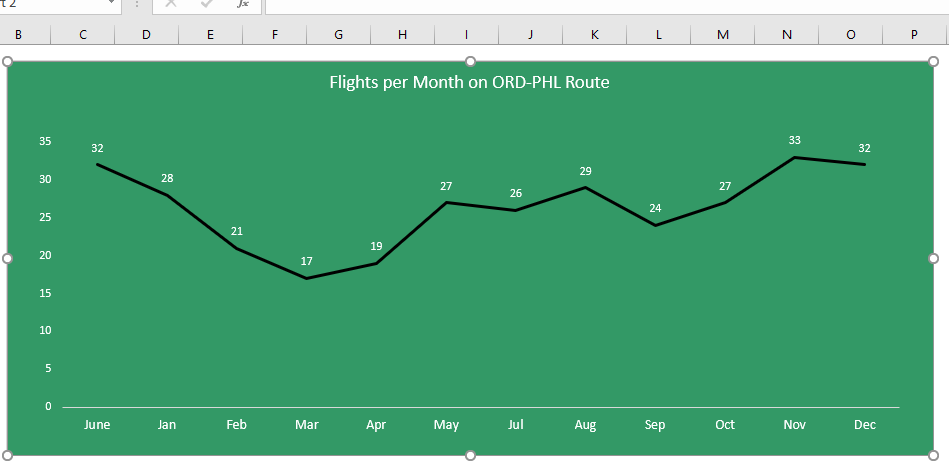 t 2
fx
B C D E F G H I J K L M N O P
Flights per Month on ORD-PHL Route
35
30
25
20
15
10
5
0
32 28 21 17 19 27 26 29 24 27 33 32
June Jan Feb Mar Apr May Jul Aug Sep Oct Nov Dec